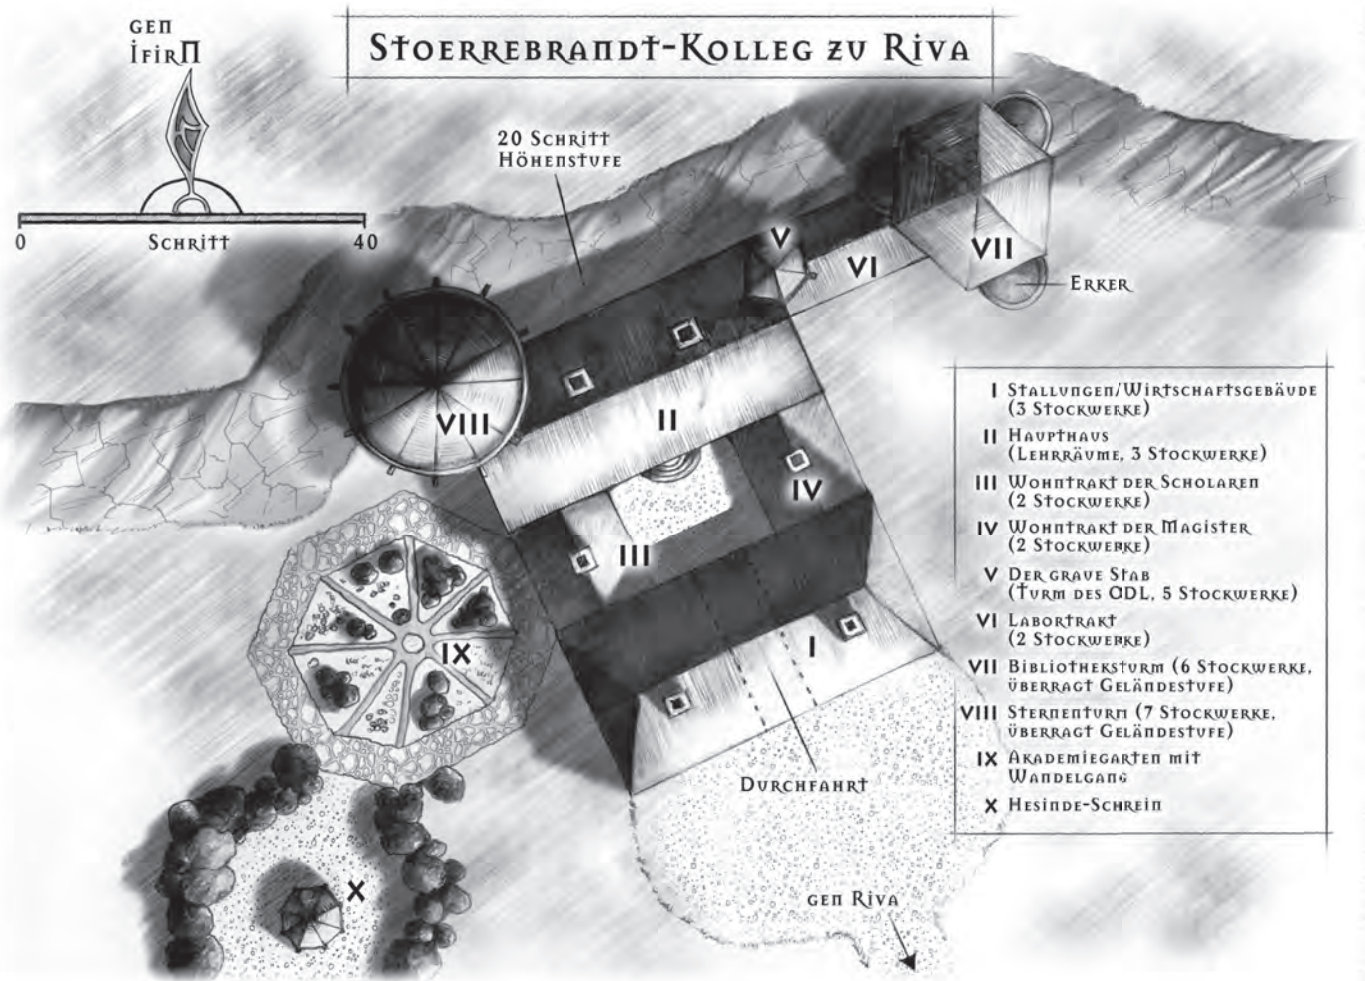 Stoerrebrandt-Kolleg zu Riva
gen
Ifirn
0 Schritt 40
20 Schritt
Höhenstufe
V
VI
VII
Erker
VIII
II
IV
III
IX
I
X
Durchfahrt
gen Riva
I Stallungen/Wirtschaftsgebäude
(3 Stockwerke)
II Haupthaus
(Lehrräume, 3 Stockwerke)
III Wohntrakt der Scholaren
(2 Stockwerke)
IV Wohntrakt der Magister
(2 Stockwerke)
V Der graue Stab
(Turm des ODL, 5 Stockwerke)
VI Labortrakt
(2 Stockwerke)
VII Bibliotheksturm (6 Stockwerke,
überragt Geländestufe)
VIII Sternenturm (7 Stockwerke,
überragt Geländestufe)
IX Akademiegarten mit
Wandelgang
X Hesinde-Schrein